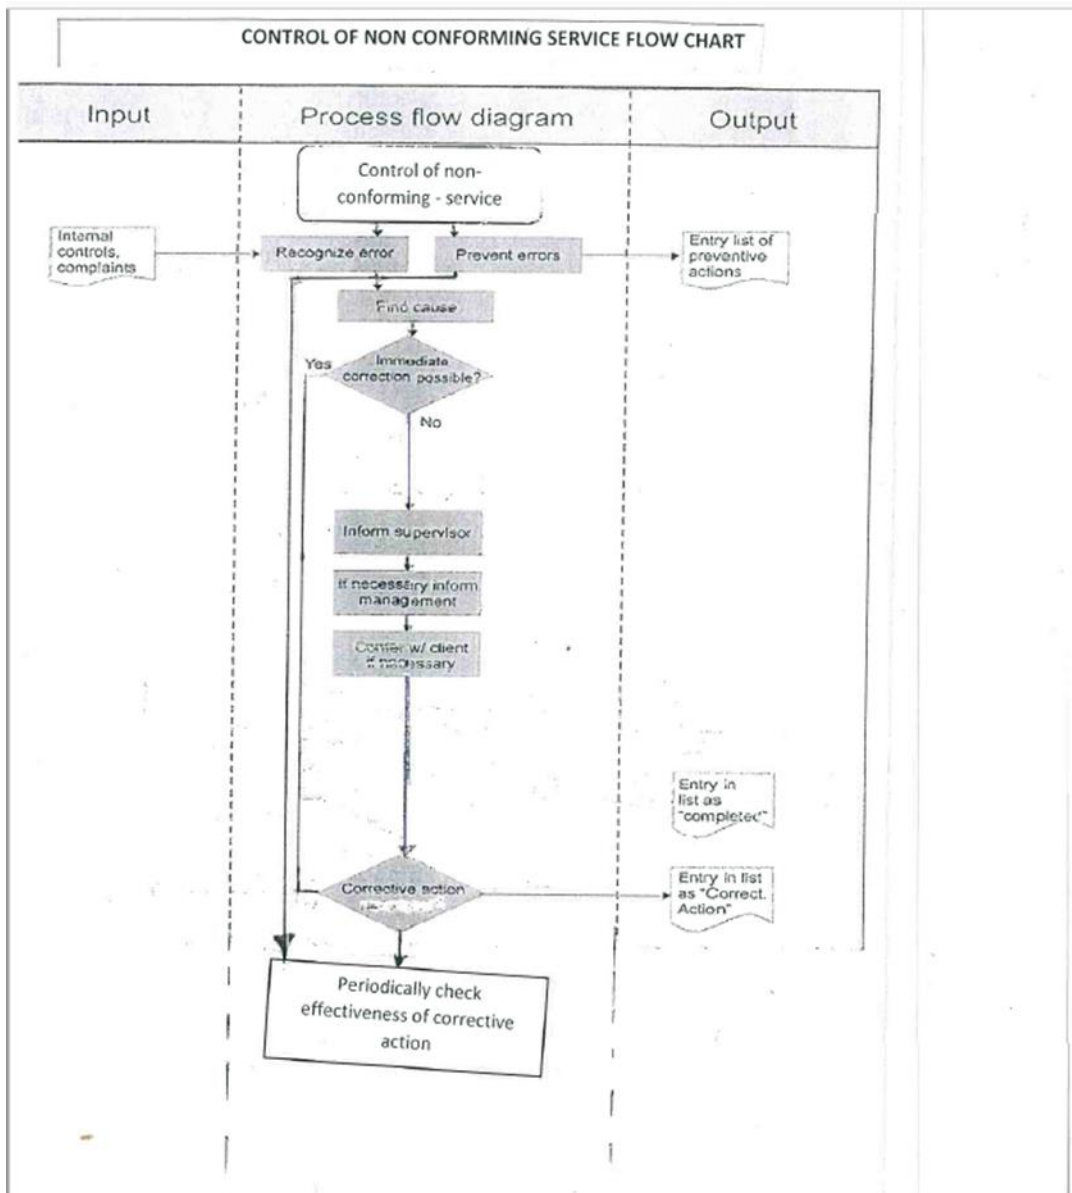 CONTROL OF NON CONFORMING SERVICE FLOW CHART
Input
Process flow diagram
Output
Control of non-
conforming - service
Internal
controls,
complaints
Recognize error
Prevent errors
Entry list of
preventive
actions
Find cause
Yes
Immediate
correction possible?
No
Inform supervisor
If necessary inform
management
Confer w/ client
if necessary
Entry in
list as
"completed"
Corrective action
Entry in list
as "Correct.
Action"
Periodically check
effectiveness of corrective
action